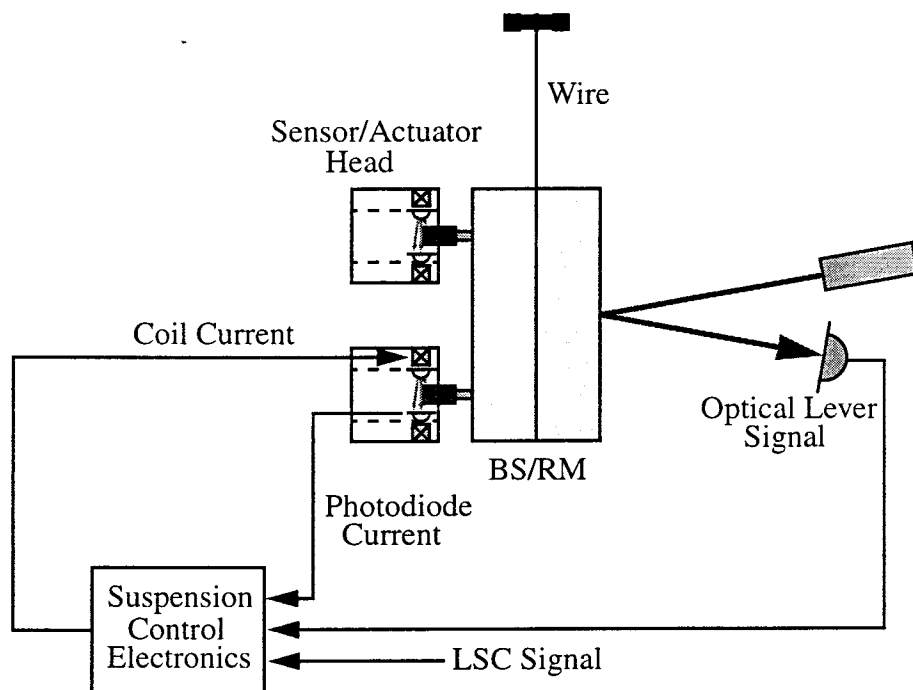 Wire
Sensor/Actuator
Head
Coil Current
Optical Lever
Signal
BS/RM
Photodiode
Current
Suspension
Control
Electronics
LSC Signal